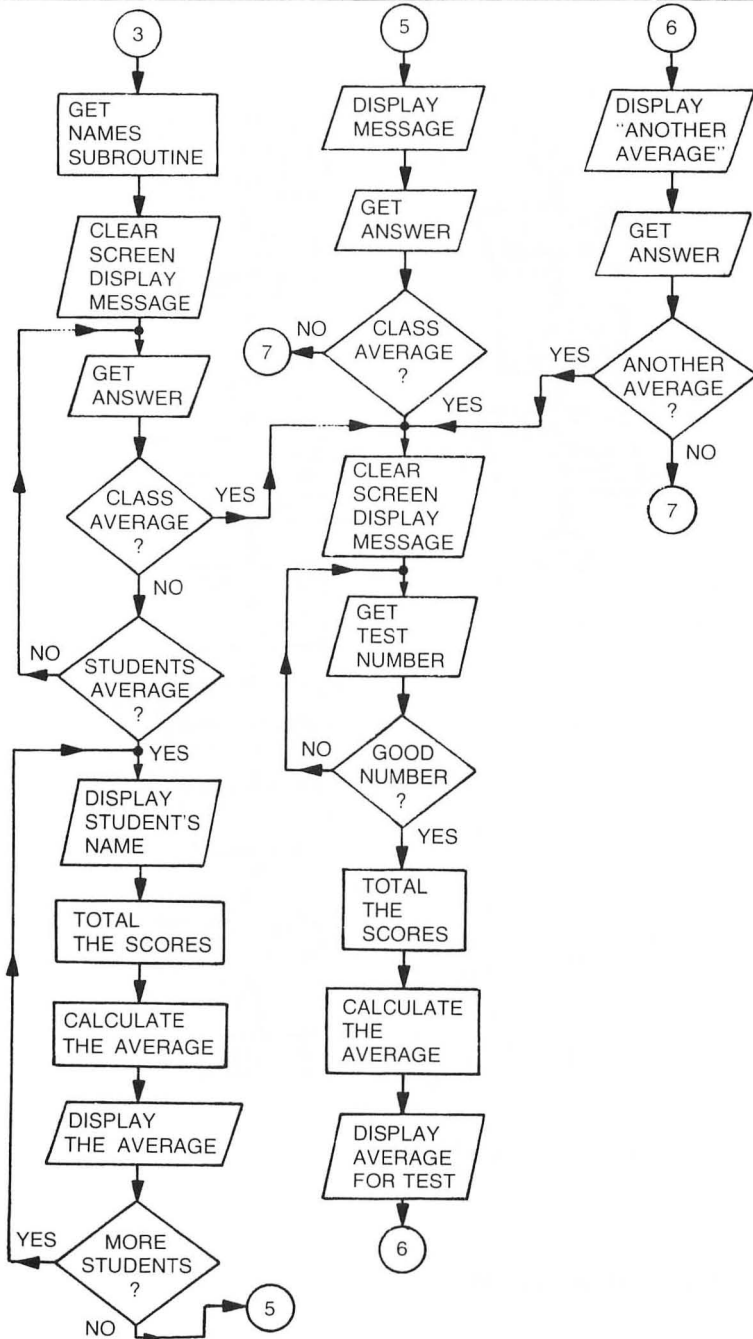 3
GET
NAMES
SUBROUTINE
CLEAR
SCREEN
DISPLAY
MESSAGE
GET
ANSWER
CLASS
AVERAGE
?
YES
NO
STUDENTS
AVERAGE
?
NO
YES
DISPLAY
STUDENT'S
NAME
TOTAL
THE SCORES
CALCULATE
THE AVERAGE
DISPLAY
THE AVERAGE
MORE
STUDENTS
?
YES
NO
5
5
DISPLAY
MESSAGE
GET
ANSWER
CLASS
AVERAGE
?
NO
7
YES
CLEAR
SCREEN
DISPLAY
MESSAGE
GET
TEST
NUMBER
GOOD
NUMBER
?
NO
YES
TOTAL
THE
SCORES
CALCULATE
THE
AVERAGE
DISPLAY
AVERAGE
FOR TEST
6
6
DISPLAY
"ANOTHER
AVERAGE"
GET
ANSWER
ANOTHER
AVERAGE
?
YES
NO
7